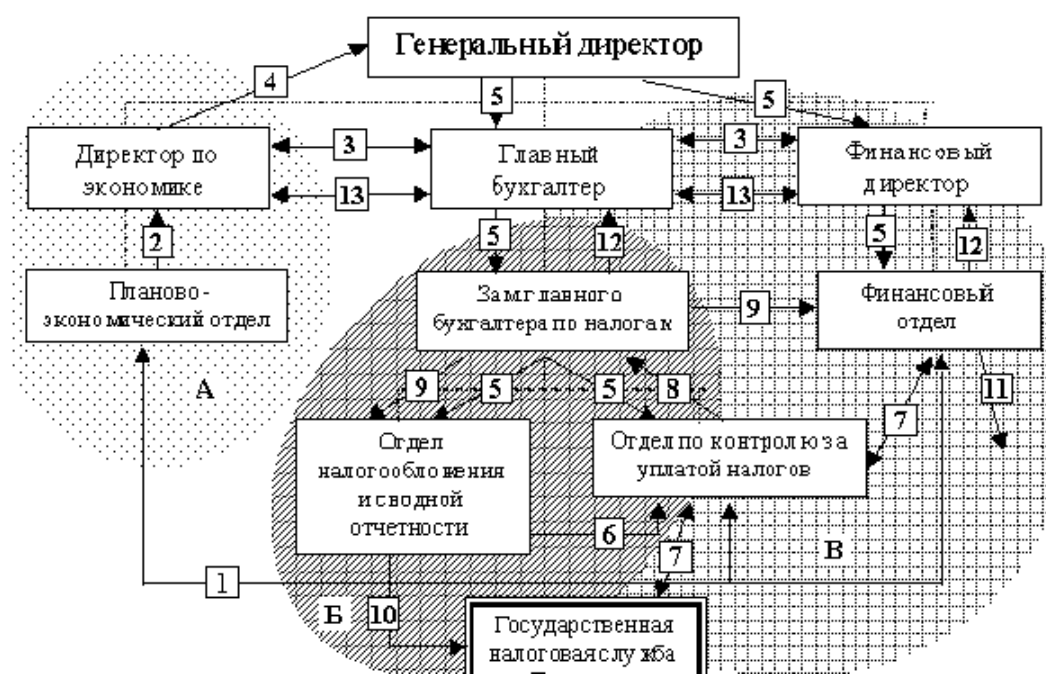 Генеральный директор
4
5
5
Директор по
экономике
3
13
Главный
бухгалтер
3
13
Финансовый
директор
2
5
12
5
12
Планово-
экономический отдел
Зам главного
бухгалтера по налогам
9
Финансовый
отдел
А
9
5
5
8
7
11
Отдел
налогообложения
и сводной
отчетности
Отдел по контролю за
уплатой налогов
6
7
В
1
Б
10
Государственная
налоговая служба